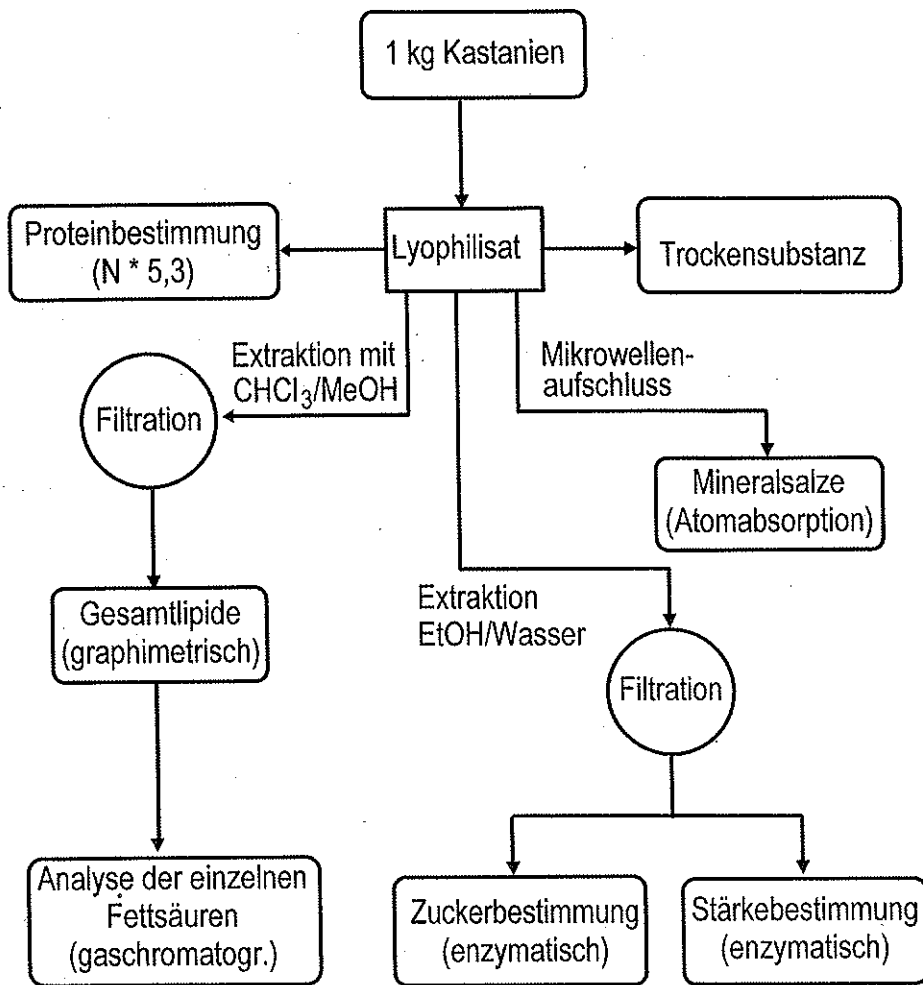 1 kg Kastanien
Proteinbestimmung
(N * 5,3)
Lyophilisat
Trockensubstanz
Extraktion mit
CHCl₃/MeOH
Mikrowellen-
aufschluss
Filtration
Mineralsalze
(Atomabsorption)
Gesamtlipide
(graphimetrisch)
Extraktion
EtOH/Wasser
Filtration
Analyse der einzelnen
Fettsäuren
(gaschromatogr.)
Zuckerbestimmung
(enzymatisch)
Stärkebestimmung
(enzymatisch)